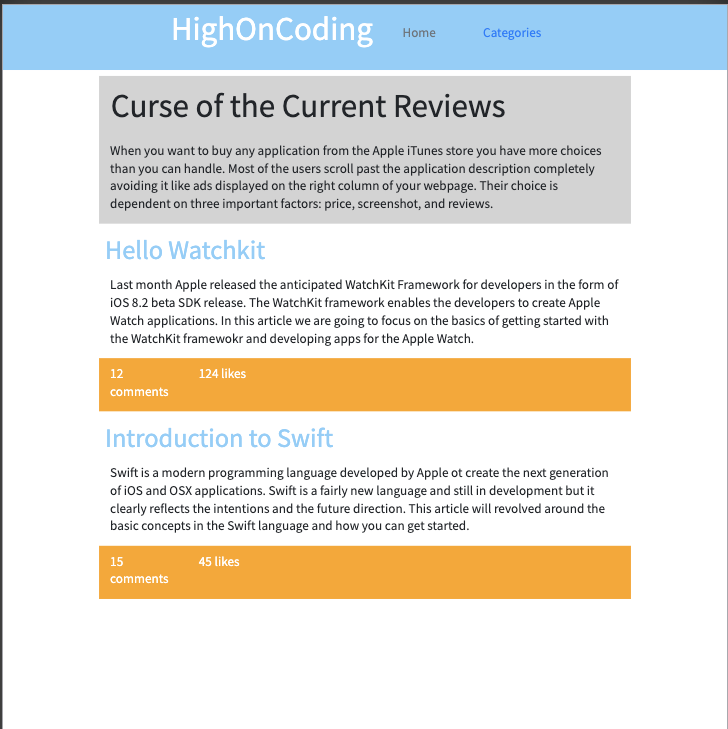 HighOnCoding Home Categories
Curse of the Current Reviews
When you want to buy any application from the Apple iTunes store you have more choices
than you can handle. Most of the users scroll past the application description completely
avoiding it like ads displayed on the right column of your webpage. Their choice is
dependent on three important factors: price, screenshot, and reviews.
Hello Watchkit
Last month Apple released the anticipated WatchKit Framework for developers in the form of
iOS 8.2 beta SDK release. The WatchKit framework enables the developers to create Apple
Watch applications. In this article we are going to focus on the basics of getting started with
the WatchKit framewokr and developing apps for the Apple Watch.
12 124 likes
comments
Introduction to Swift
Swift is a modern programming language developed by Apple ot create the next generation
of iOS and OSX applications. Swift is a fairly new language and still in development but it
clearly reflects the intentions and the future direction. This article will revolved around the
basic concepts in the Swift language and how you can get started.
15 45 likes
comments